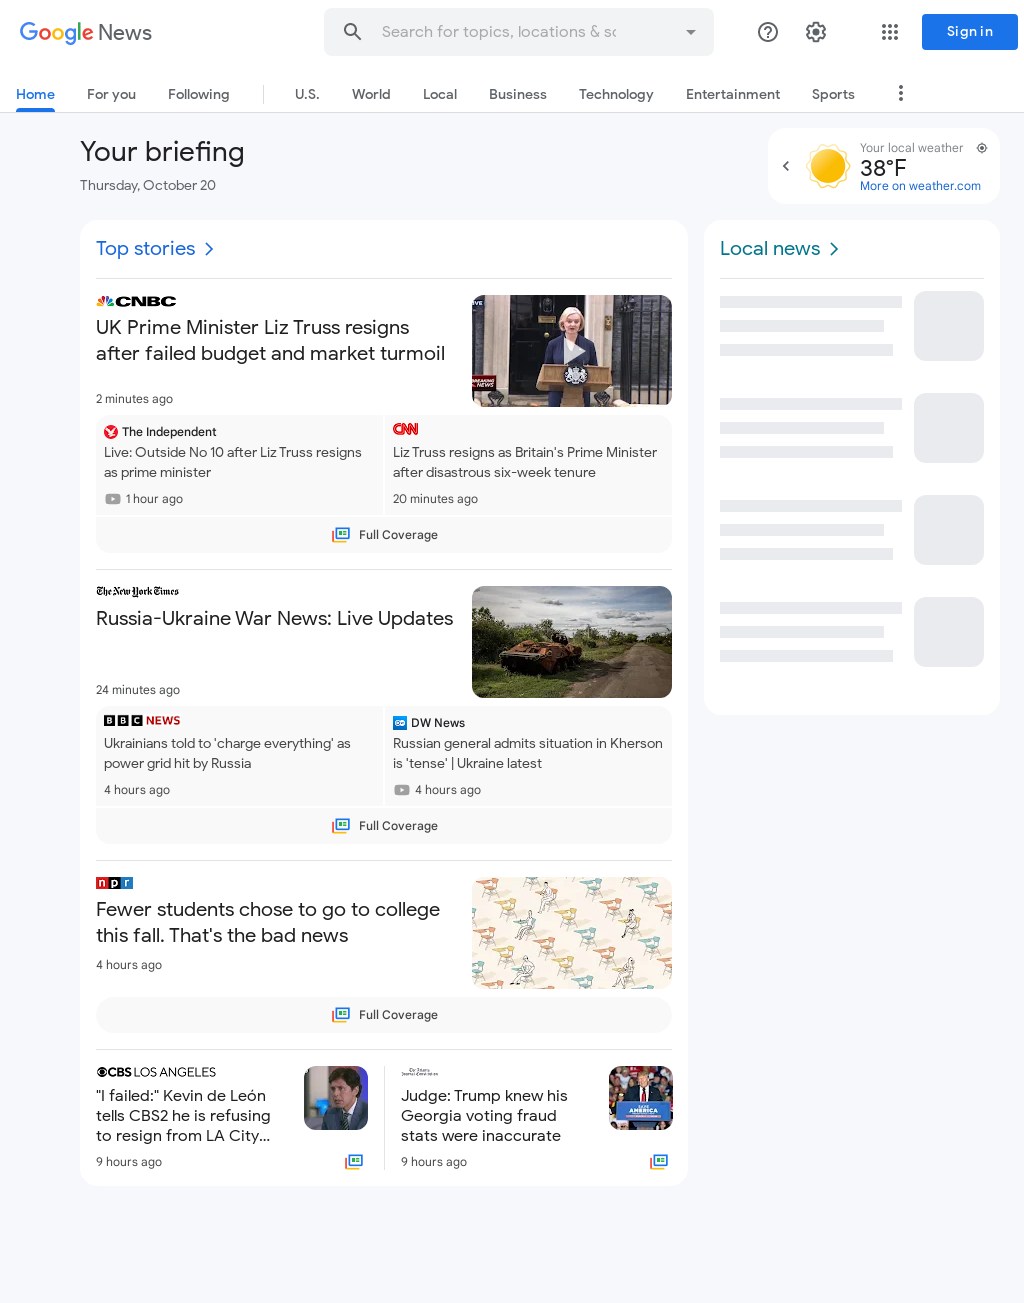 Google News
Search for topics, locations & so
Sign in
Home
For you
Following
U.S.
World
Local
Business
Technology
Entertainment
Sports
Your briefing
Thursday, October 20
Your local weather
38°F
More on weather.com
Top stories
Local news
CNBC
UK Prime Minister Liz Truss resigns
after failed budget and market turmoil
2 minutes ago
BREAKING
NEWS
The Independent
Live: Outside No 10 after Liz Truss resigns
as prime minister
1 hour ago
CNN
Liz Truss resigns as Britain's Prime Minister
after disastrous six-week tenure
20 minutes ago
Full Coverage
The New York Times
Russia-Ukraine War News: Live Updates
24 minutes ago
BBC NEWS
Ukrainians told to 'charge everything' as
power grid hit by Russia
4 hours ago
DW News
Russian general admits situation in Kherson
is 'tense' | Ukraine latest
4 hours ago
Full Coverage
npr
Fewer students chose to go to college
this fall. That's the bad news
4 hours ago
Full Coverage
CBS LOS ANGELES
"I failed:" Kevin de León
tells CBS2 he is refusing
to resign from LA City...
9 hours ago
The Atlanta
Journal-Constitution
Judge: Trump knew his
Georgia voting fraud
stats were inaccurate
9 hours ago
SAVE
AMERICA